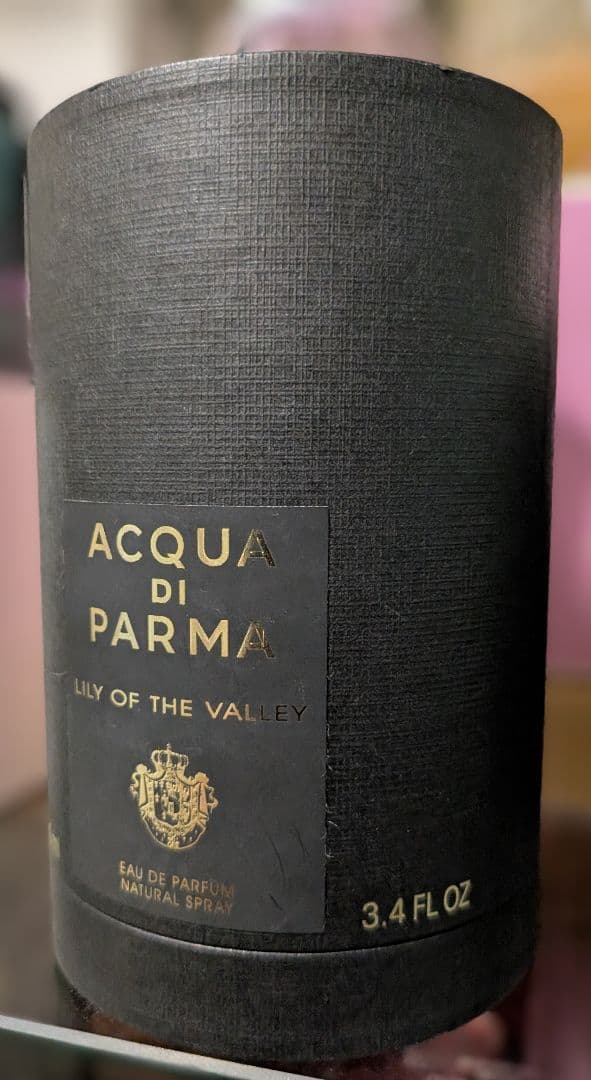 ACQUA
DI
PARMA
LILY OF THE VALLEY
EAU DE PARFUM
NATURAL SPRAY
3.4 FL OZ